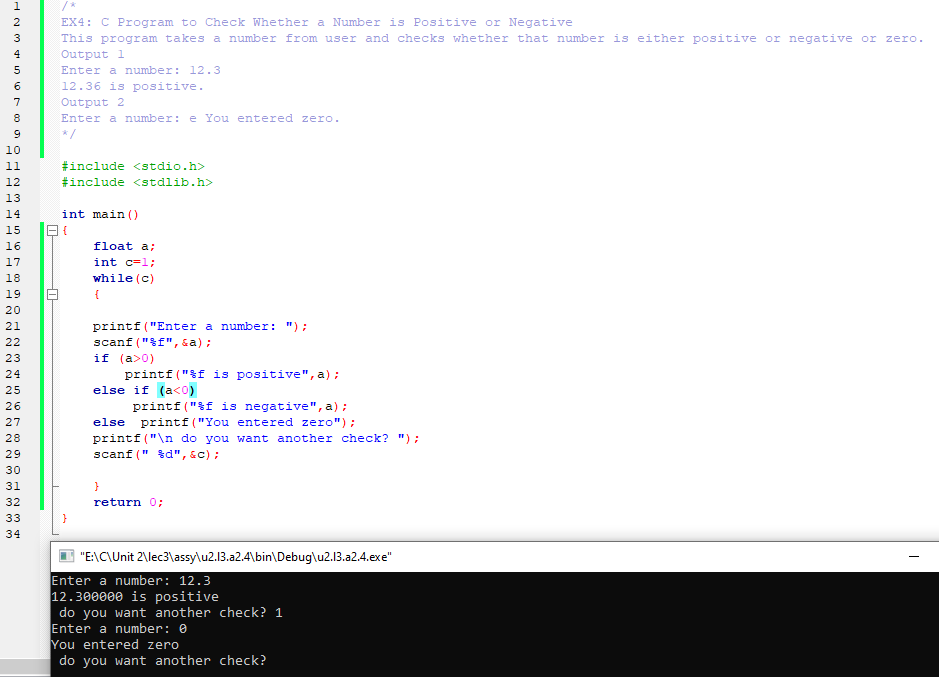 1 /*
2 EX4: C Program to Check Whether a Number is Positive or Negative
3 This program takes a number from user and checks whether that number is either positive or negative or zero.
4 Output 1
5 Enter a number: 12.3
6 12.36 is positive.
7 Output 2
8 Enter a number: e You entered zero.
9 */
10
11 #include <stdio.h>
12 #include <stdlib.h>
13
14 int main()
15 {
16     float a;
17     int c=1;
18     while(c)
19     {
20
21     printf("Enter a number: ");
22     scanf("%f",&a);
23     if (a>0)
24         printf("%f is positive",a);
25     else if (a<0)
26          printf("%f is negative",a);
27     else  printf("You entered zero");
28     printf("\n do you want another check? ");
29     scanf(" %d",&c);
30
31     }
32     return 0;
33 }
34
"E:\C\Unit 2\lec3\assy\u2.l3.a2.4\bin\Debug\u2.l3.a2.4.exe"
Enter a number: 12.3
12.300000 is positive
 do you want another check? 1
Enter a number: 0
You entered zero
 do you want another check?